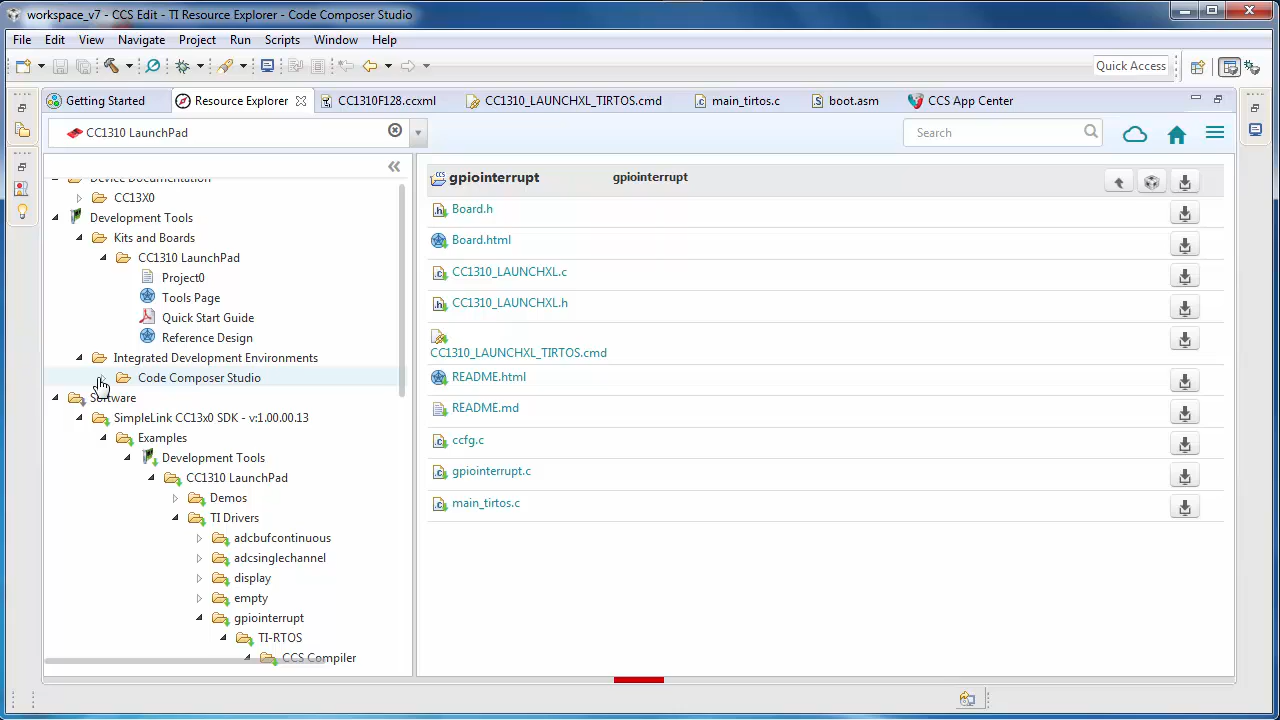 workspace_v7 - CCS Edit - TI Resource Explorer - Code Composer Studio
File Edit View Navigate Project Run Scripts Window Help
Quick Access
Getting Started Resource Explorer CC1310F128.ccxml CC1310_LAUNCHXL_TIRTOS.cmd main_tirtos.c boot.asm CCS App Center
CC1310 LaunchPad
Search
Device Documentation
CC13X0
Development Tools
Kits and Boards
CC1310 LaunchPad
Project0
Tools Page
Quick Start Guide
Reference Design
Integrated Development Environments
Code Composer Studio
Software
SimpleLink CC13x0 SDK - v:1.00.00.13
Examples
Development Tools
CC1310 LaunchPad
Demos
TI Drivers
adcbufcontinuous
adcsinglechannel
display
empty
gpiointerrupt
TI-RTOS
CCS Compiler
gpiointerrupt gpiointerrupt
Board.h
Board.html
CC1310_LAUNCHXL.c
CC1310_LAUNCHXL.h
CC1310_LAUNCHXL_TIRTOS.cmd
README.html
README.md
ccfg.c
gpiointerrupt.c
main_tirtos.c